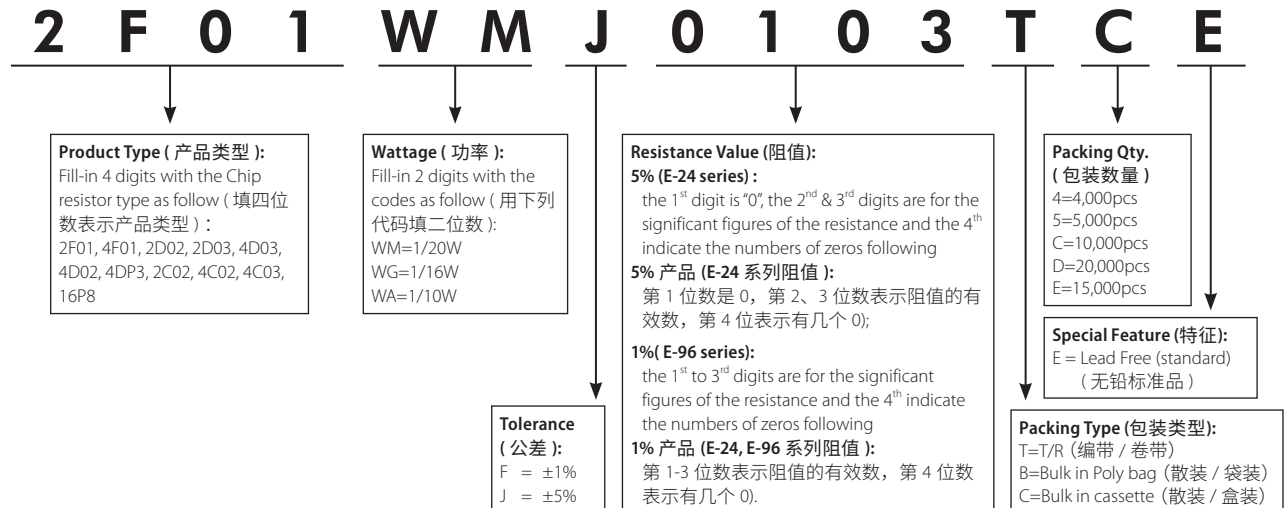 2 F 0 1 W M J 0 1 0 3 T C E
Product Type ( 产品类型 ):
Fill-in 4 digits with the Chip
resistor type as follow ( 填四位
数表示产品类型 ) :
2F01, 4F01, 2D02, 2D03, 4D03,
4D02, 4DP3, 2C02, 4C02, 4C03,
16P8
Wattage ( 功率 ):
Fill-in 2 digits with the
codes as follow ( 用下列
代码填二位数 ):
WM=1/20W
WG=1/16W
WA=1/10W
Tolerance
( 公差 ):
F = ±1%
J = ±5%
Resistance Value (阻值):
5% (E-24 series) :
the 1st digit is “0”, the 2nd & 3rd digits are for the
significant figures of the resistance and the 4th
indicate the numbers of zeros following
5% 产品 (E-24 系列阻值 ):
第 1 位数是 0，第 2、3 位数表示阻值的有
效数，第 4 位表示有几个 0);
1%( E-96 series):
the 1st to 3rd digits are for the significant
figures of the resistance and the 4th indicate
the numbers of zeros following
1% 产品 (E-24, E-96 系列阻值 ):
第 1-3 位数表示阻值的有效数，第 4 位数
表示有几个 0).
Packing Qty.
( 包装数量 )
4=4,000pcs
5=5,000pcs
C=10,000pcs
D=20,000pcs
E=15,000pcs
Special Feature (特征):
E = Lead Free (standard)
( 无铅标准品 )
Packing Type (包装类型):
T=T/R（编带 / 卷带）
B=Bulk in Poly bag（散装 / 袋装）
C=Bulk in cassette（散装 / 盒装）